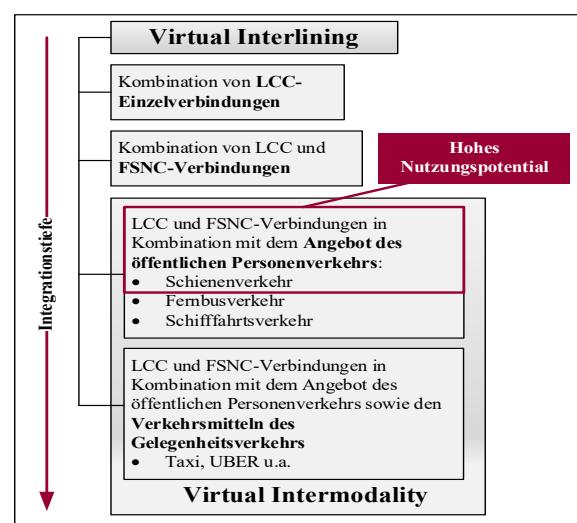 Virtual Interlining
Kombination von LCC-
Einzelverbindungen
Kombination von LCC und
FSNC-Verbindungen
Hohes
Nutzungspotential
LCC und FSNC-Verbindungen in
Kombination mit dem Angebot des
öffentlichen Personenverkehrs:
• Schienenverkehr
• Fernbusverkehr
• Schifffahrtsverkehr
LCC und FSNC-Verbindungen in
Kombination mit dem Angebot des
öffentlichen Personenverkehrs sowie den
Verkehrsmitteln des
Gelegenheitsverkehrs
• Taxi, UBER u.a.
Virtual Intermodality
Integrationstiefe